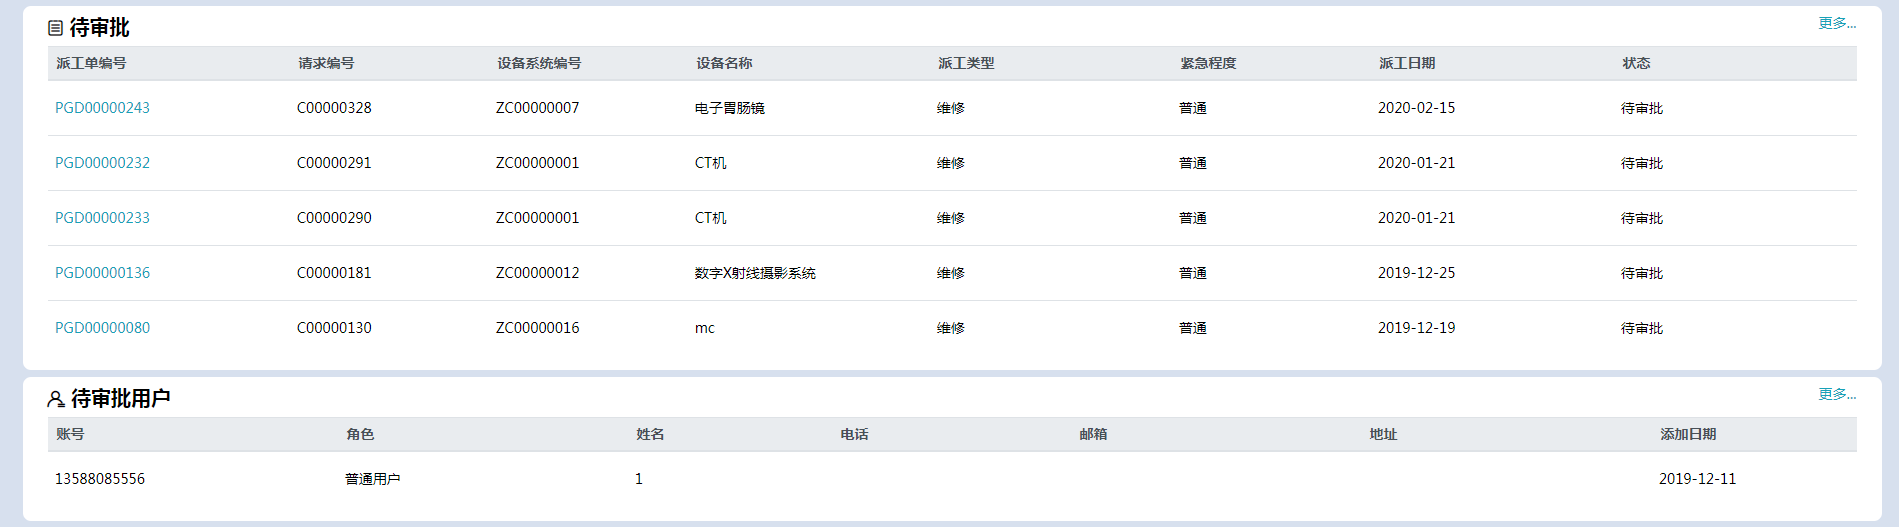 待审批 更多...
派工单编号 请求编号 设备系统编号 设备名称 派工类型 紧急程度 派工日期 状态
PGD00000243 C00000328 ZC00000007 电子胃肠镜 维修 普通 2020-02-15 待审批
PGD00000232 C00000291 ZC00000001 CT机 维修 普通 2020-01-21 待审批
PGD00000233 C00000290 ZC00000001 CT机 维修 普通 2020-01-21 待审批
PGD00000136 C00000181 ZC00000012 数字X射线摄影系统 维修 普通 2019-12-25 待审批
PGD00000080 C00000130 ZC00000016 mc 维修 普通 2019-12-19 待审批
待审批用户 更多...
账号 角色 姓名 电话 邮箱 地址 添加日期
13588085556 普通用户 1 2019-12-11